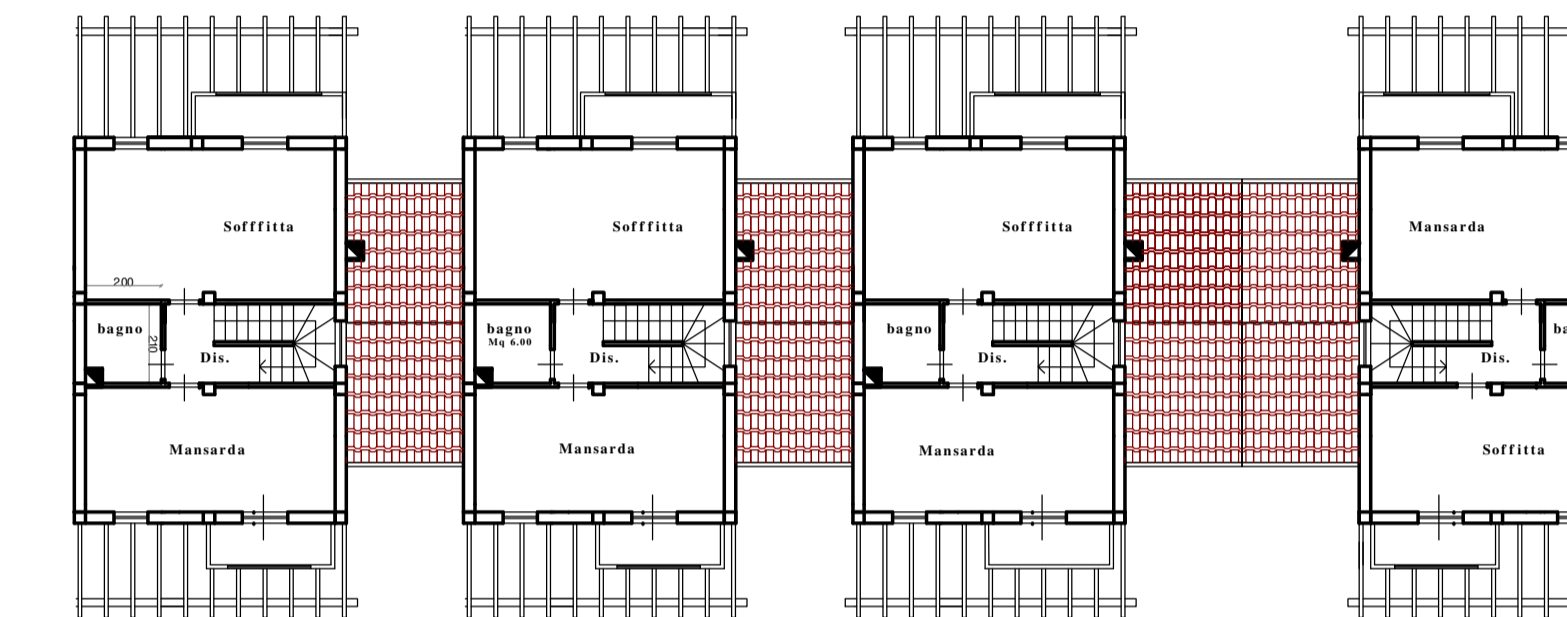 Sofffitta
Sofffitta
Sofffitta
Mansarda
200
bagno
210
Dis.
bagno
Mq 6.00
Dis.
bagno
Dis.
Dis.
ba
Mansarda
Mansarda
Mansarda
Soffitta